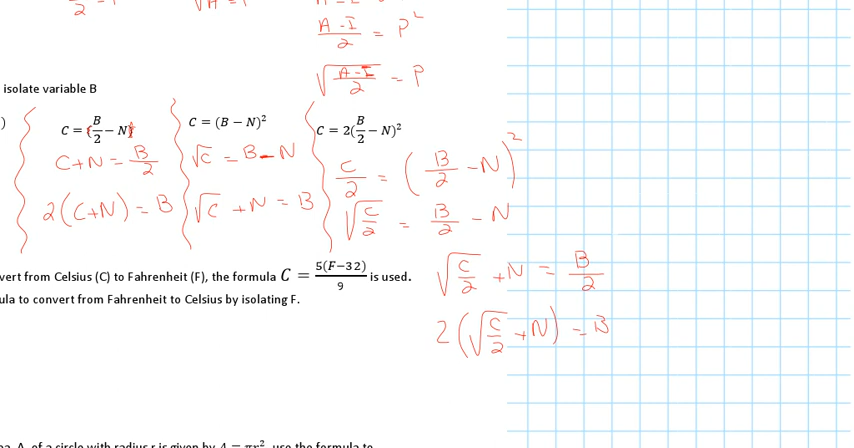 √A = P
A - I / 2 = P²
√(A - I / 2) = P
isolate variable B
)
C = (B/2 − N)
C + N = B/2
2(C+N) = B
C = (B − N)²
√C = B - N
√C + N = B
C = 2(B/2 − N)²
C/2 = (B/2 - N)²
√(C/2) = B/2 - N
√(C/2) + N = B/2
2(√(C/2) + N) = B
vert from Celsius (C) to Fahrenheit (F), the formula C = 5(F−32)/9 is used.
ula to convert from Fahrenheit to Celsius by isolating F.
ea, A, of a circle with radius r is given by A = πr², use the formula to